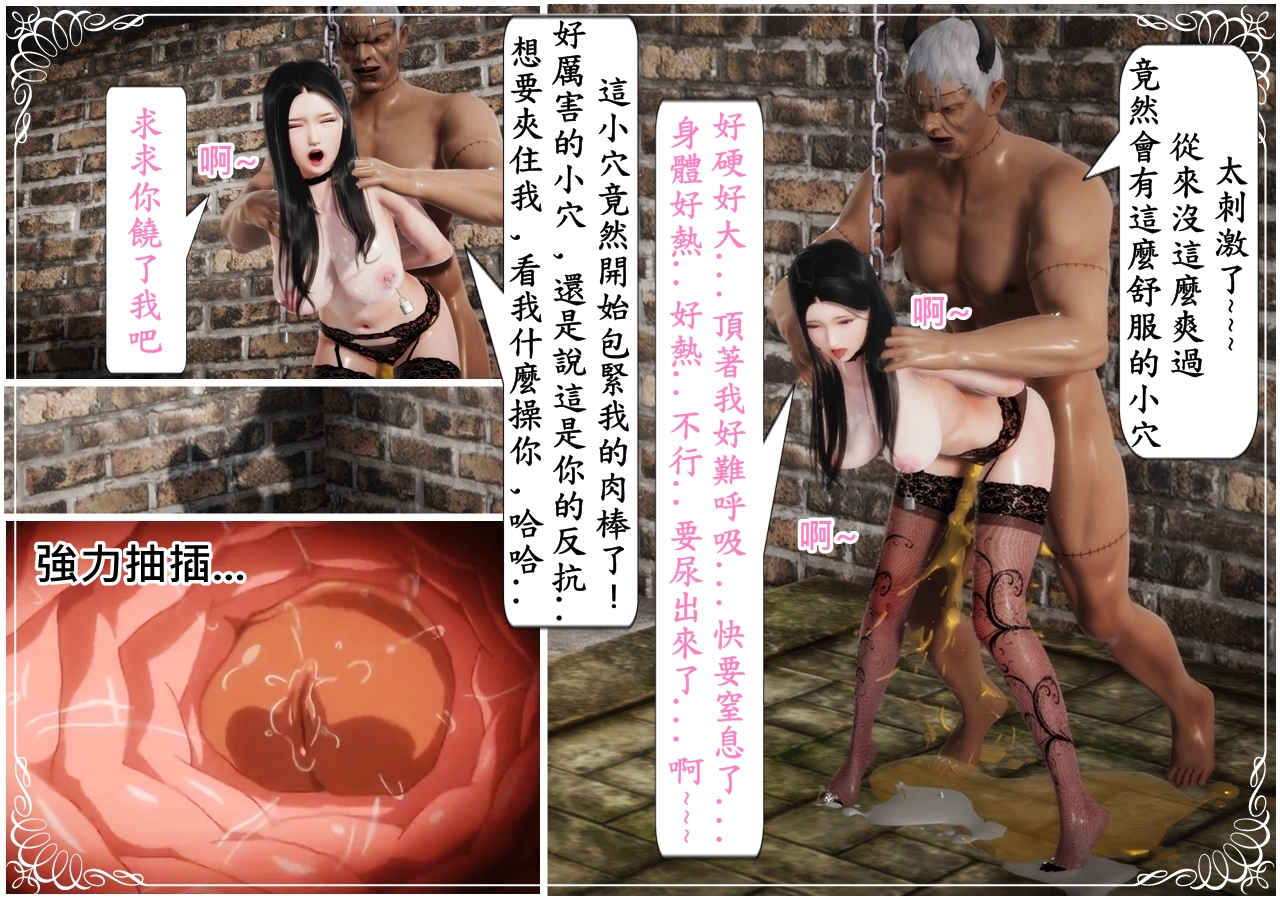 求求你饒了我吧
啊~
這小穴竟然開始包緊我的肉棒了!
好厲害的小穴,還是說這是你的反抗..
想要夾住我,看我什麼操你,哈哈..
強力抽插...
太刺激了~~~~
從來沒這麼爽過
竟然會有這麼舒服的小穴
啊~
好硬好大... 頂著我好難呼吸... 快要窒息了....
身體好熱.. 好熱.. 不行.. 要尿出來了... 啊~~~
啊~